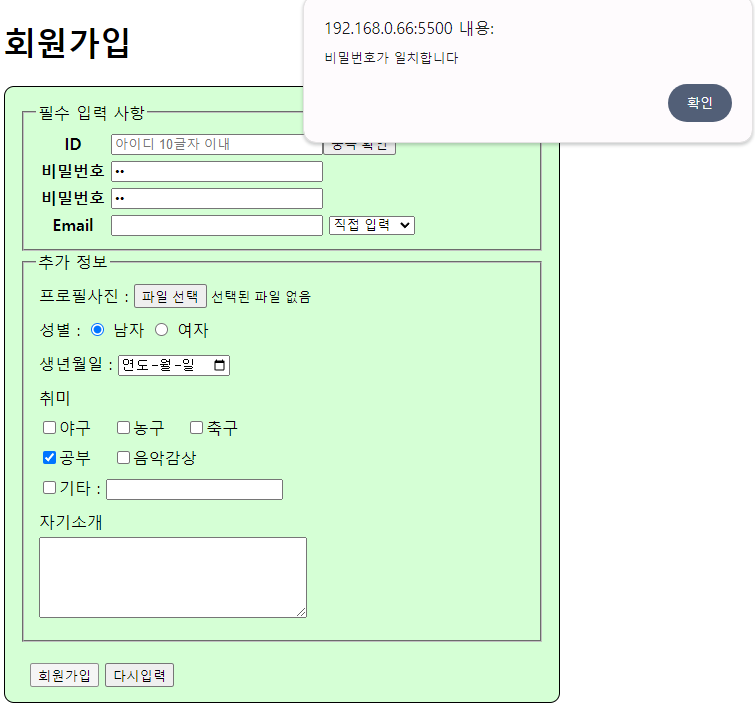 192.168.0.66:5500 내용:
비밀번호가 일치합니다
확인
회원가입
필수 입력 사항
ID 아이디 10글자 이내
비밀번호 ••
비밀번호 ••
Email 직접 입력
추가 정보
프로필사진 : 파일 선택 선택된 파일 없음
성별 : 남자 여자
생년월일 : 연도-월-일
취미
야구 농구 축구
공부 음악감상
기타 :
자기소개
회원가입 다시입력